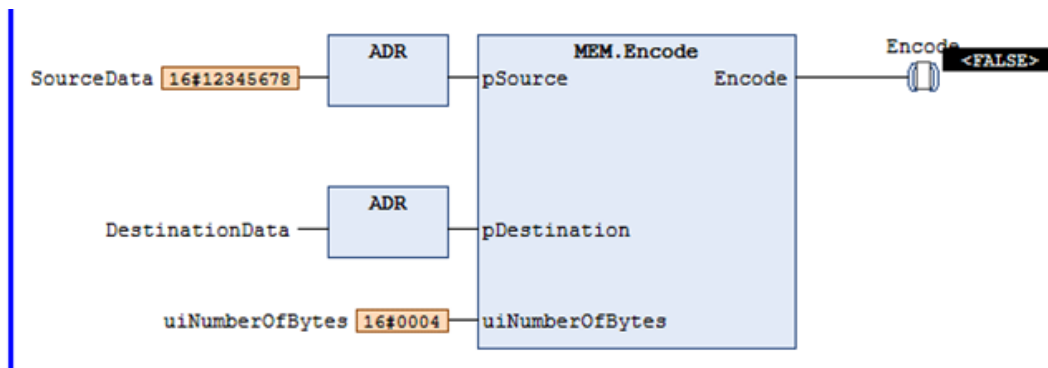 ADR
MEM.Encode
Encode
<FALSE>
SourceData 16#12345678
pSource
Encode
ADR
DestinationData
pDestination
uiNumberOfBytes 16#0004
uiNumberOfBytes